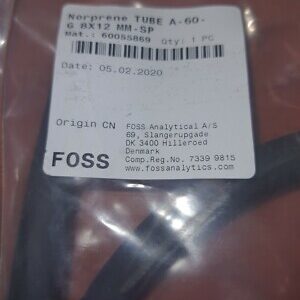 Norprene TUBE A-60-
G 8X12 MM-SP
Mat.: 60055869 Qty: 1 PC
Date: 05.02.2020
Origin CN
FOSS Analytical A/S
69, Slangerupgade
DK 3400 Hilleroed
Denmark
Comp.Reg.No. 7339 9815
www.fossanalytics.com
FOSS